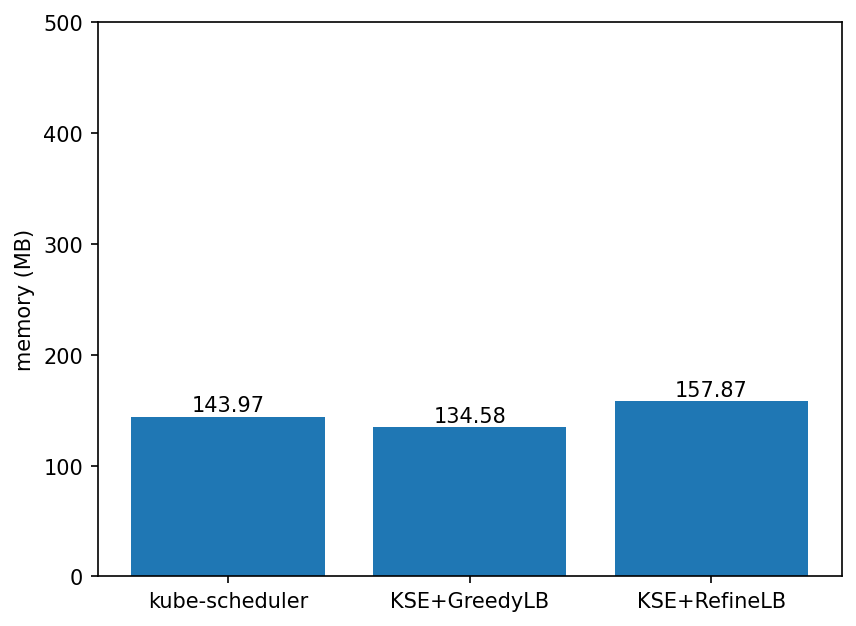 500
400
300
200
100
0
memory (MB)
143.97
134.58
157.87
kube-scheduler
KSE+GreedyLB
KSE+RefineLB